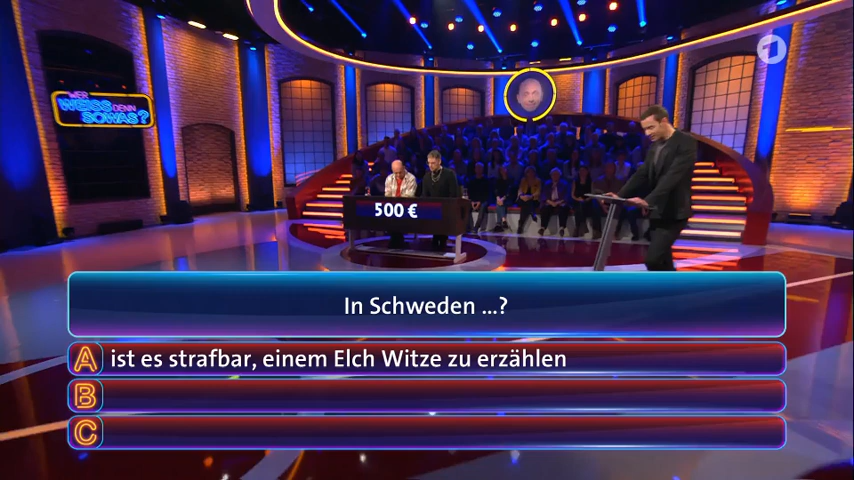 1
WER
WEISS DENN
SOWAS?
500 €
In Schweden ...?
A ist es strafbar, einem Elch Witze zu erzählen
B
C